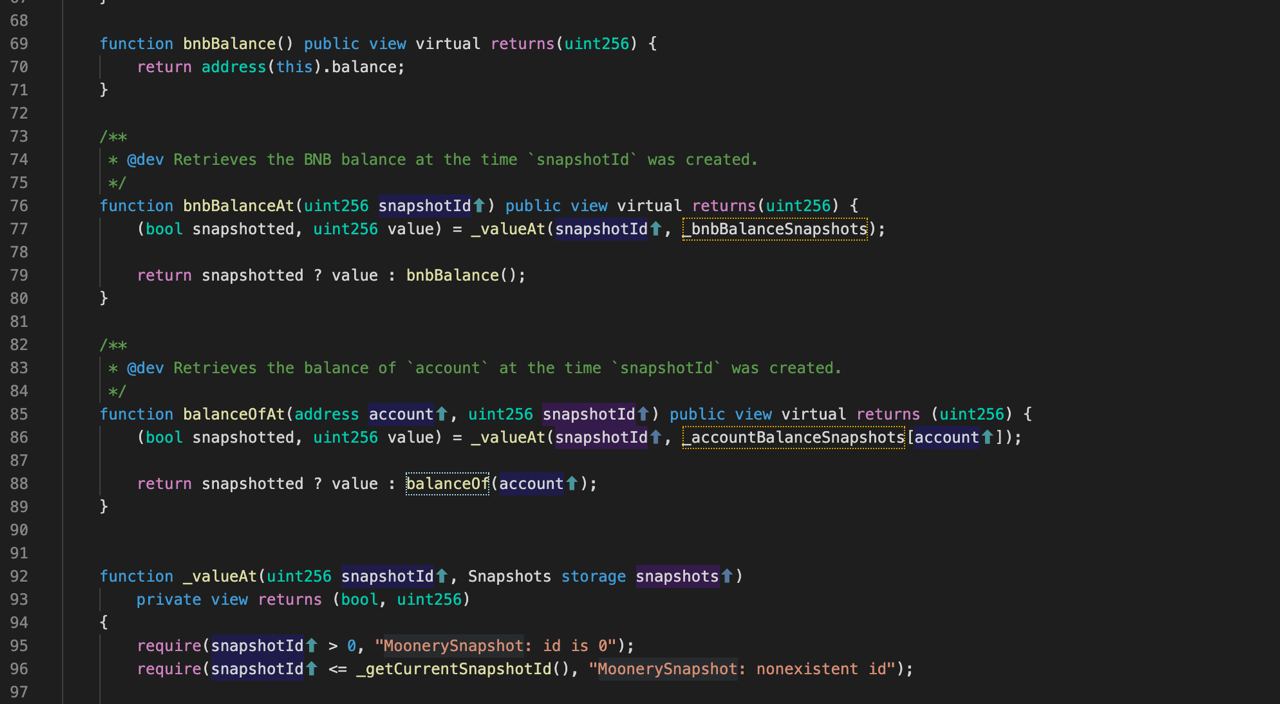 68
69 function bnbBalance() public view virtual returns(uint256) {
70 return address(this).balance;
71 }
72
73 /**
74 * @dev Retrieves the BNB balance at the time `snapshotId` was created.
75 */
76 function bnbBalanceAt(uint256 snapshotId⬆, ) public view virtual returns(uint256) {
77 (bool snapshotted, uint256 value) = _valueAt(snapshotId⬆, _bnbBalanceSnapshots);
78
79 return snapshotted ? value : bnbBalance();
80 }
81
82 /**
83 * @dev Retrieves the balance of `account` at the time `snapshotId` was created.
84 */
85 function balanceOfAt(address account⬆, uint256 snapshotId⬆) public view virtual returns (uint256) {
86 (bool snapshotted, uint256 value) = _valueAt(snapshotId⬆, _accountBalanceSnapshots[account⬆]);
87
88 return snapshotted ? value : balanceOf(account⬆);
89 }
90
91
92 function _valueAt(uint256 snapshotId⬆, Snapshots storage snapshots⬆)
93 private view returns (bool, uint256)
94 {
95 require(snapshotId⬆ > 0, "MoonerySnapshot: id is 0");
96 require(snapshotId⬆ <= _getCurrentSnapshotId(), "MoonerySnapshot: nonexistent id");
97